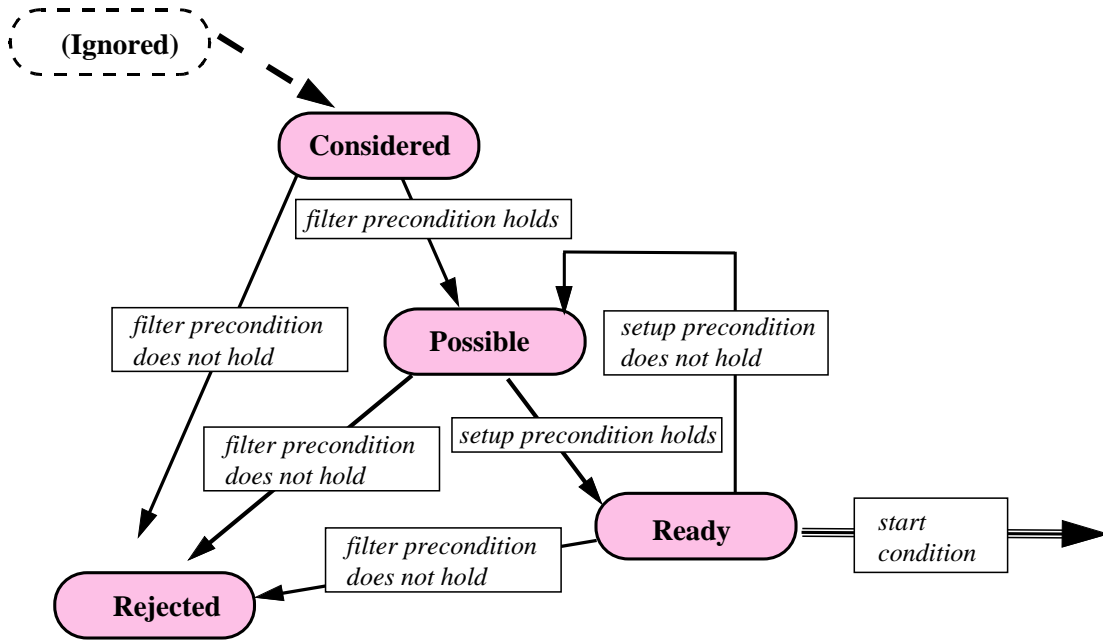 (Ignored)
Considered
filter precondition holds
filter precondition
does not hold
setup precondition
does not hold
Possible
filter precondition
does not hold
setup precondition holds
Ready
start
condition
filter precondition
does not hold
Rejected